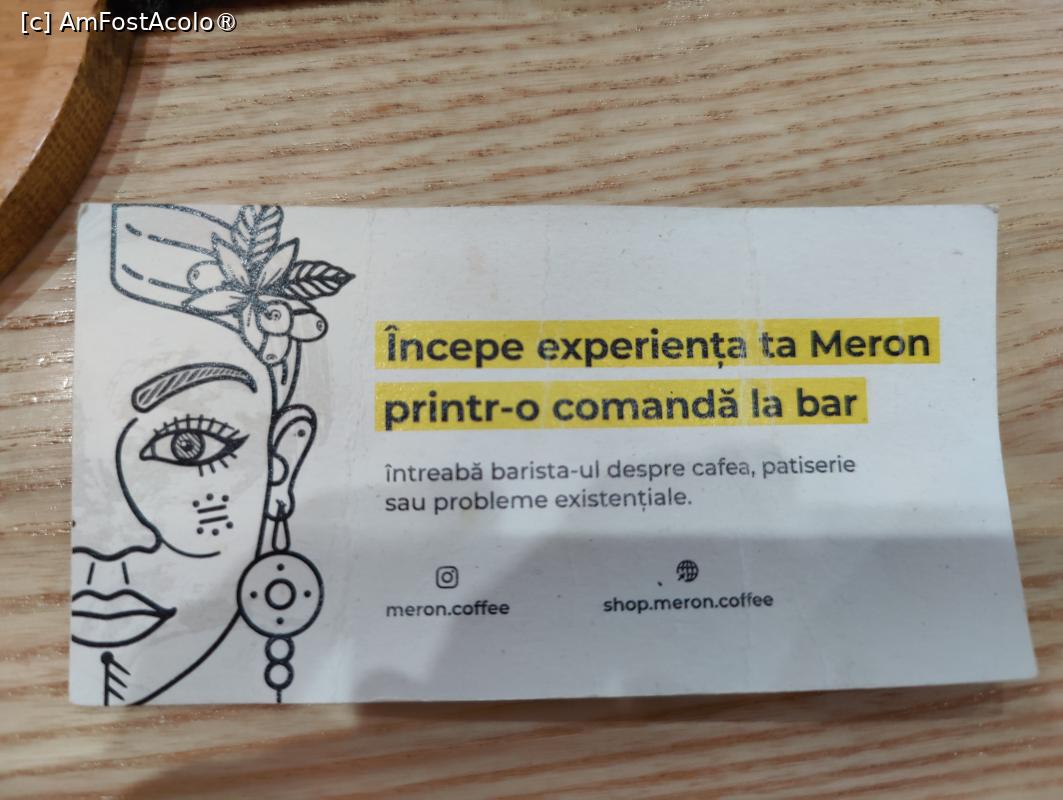 [c] AmFostAcolo®
Începe experiența ta Meron
printr-o comandă la bar
întreabă barista-ul despre cafea, patiserie
sau probleme existențiale.
meron.coffee
shop.meron.coffee